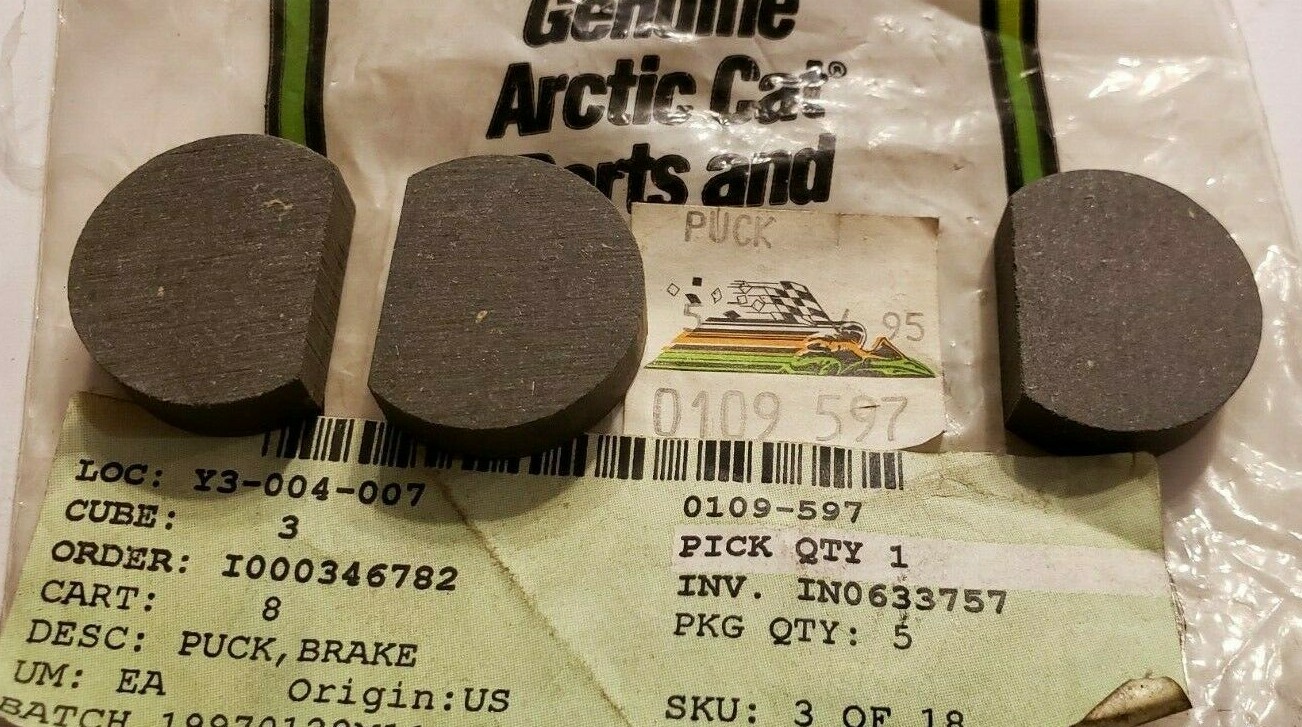 Genuine
Arctic Cat®
Parts and
PUCK
95
0109 597
LOC: Y3-004-007
CUBE: 3
ORDER: I000346782
CART: 8
DESC: PUCK,BRAKE
UM: EA Origin:US
BATCH
0109-597
PICK QTY 1
INV. IN0633757
PKG QTY: 5
SKU: 3 OF 18